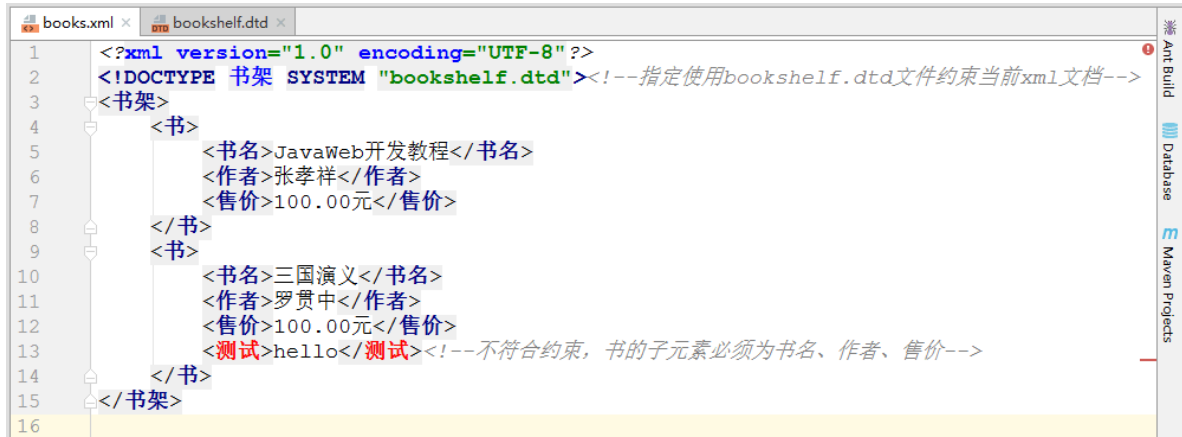 books.xml × bookshelf.dtd ×
1 <?xml version="1.0" encoding="UTF-8"?>
2 <!DOCTYPE 书架 SYSTEM "bookshelf.dtd"><!--指定使用bookshelf.dtd文件约束当前xml文档-->
3 <书架>
4 <书>
5 <书名>JavaWeb开发教程</书名>
6 <作者>张孝祥</作者>
7 <售价>100.00元</售价>
8 </书>
9 <书>
10 <书名>三国演义</书名>
11 <作者>罗贯中</作者>
12 <售价>100.00元</售价>
13 <测试>hello</测试><!--不符合约束，书的子元素必须为书名、作者、售价-->
14 </书>
15 </书架>
16
Ant Build
Database
m Maven Projects